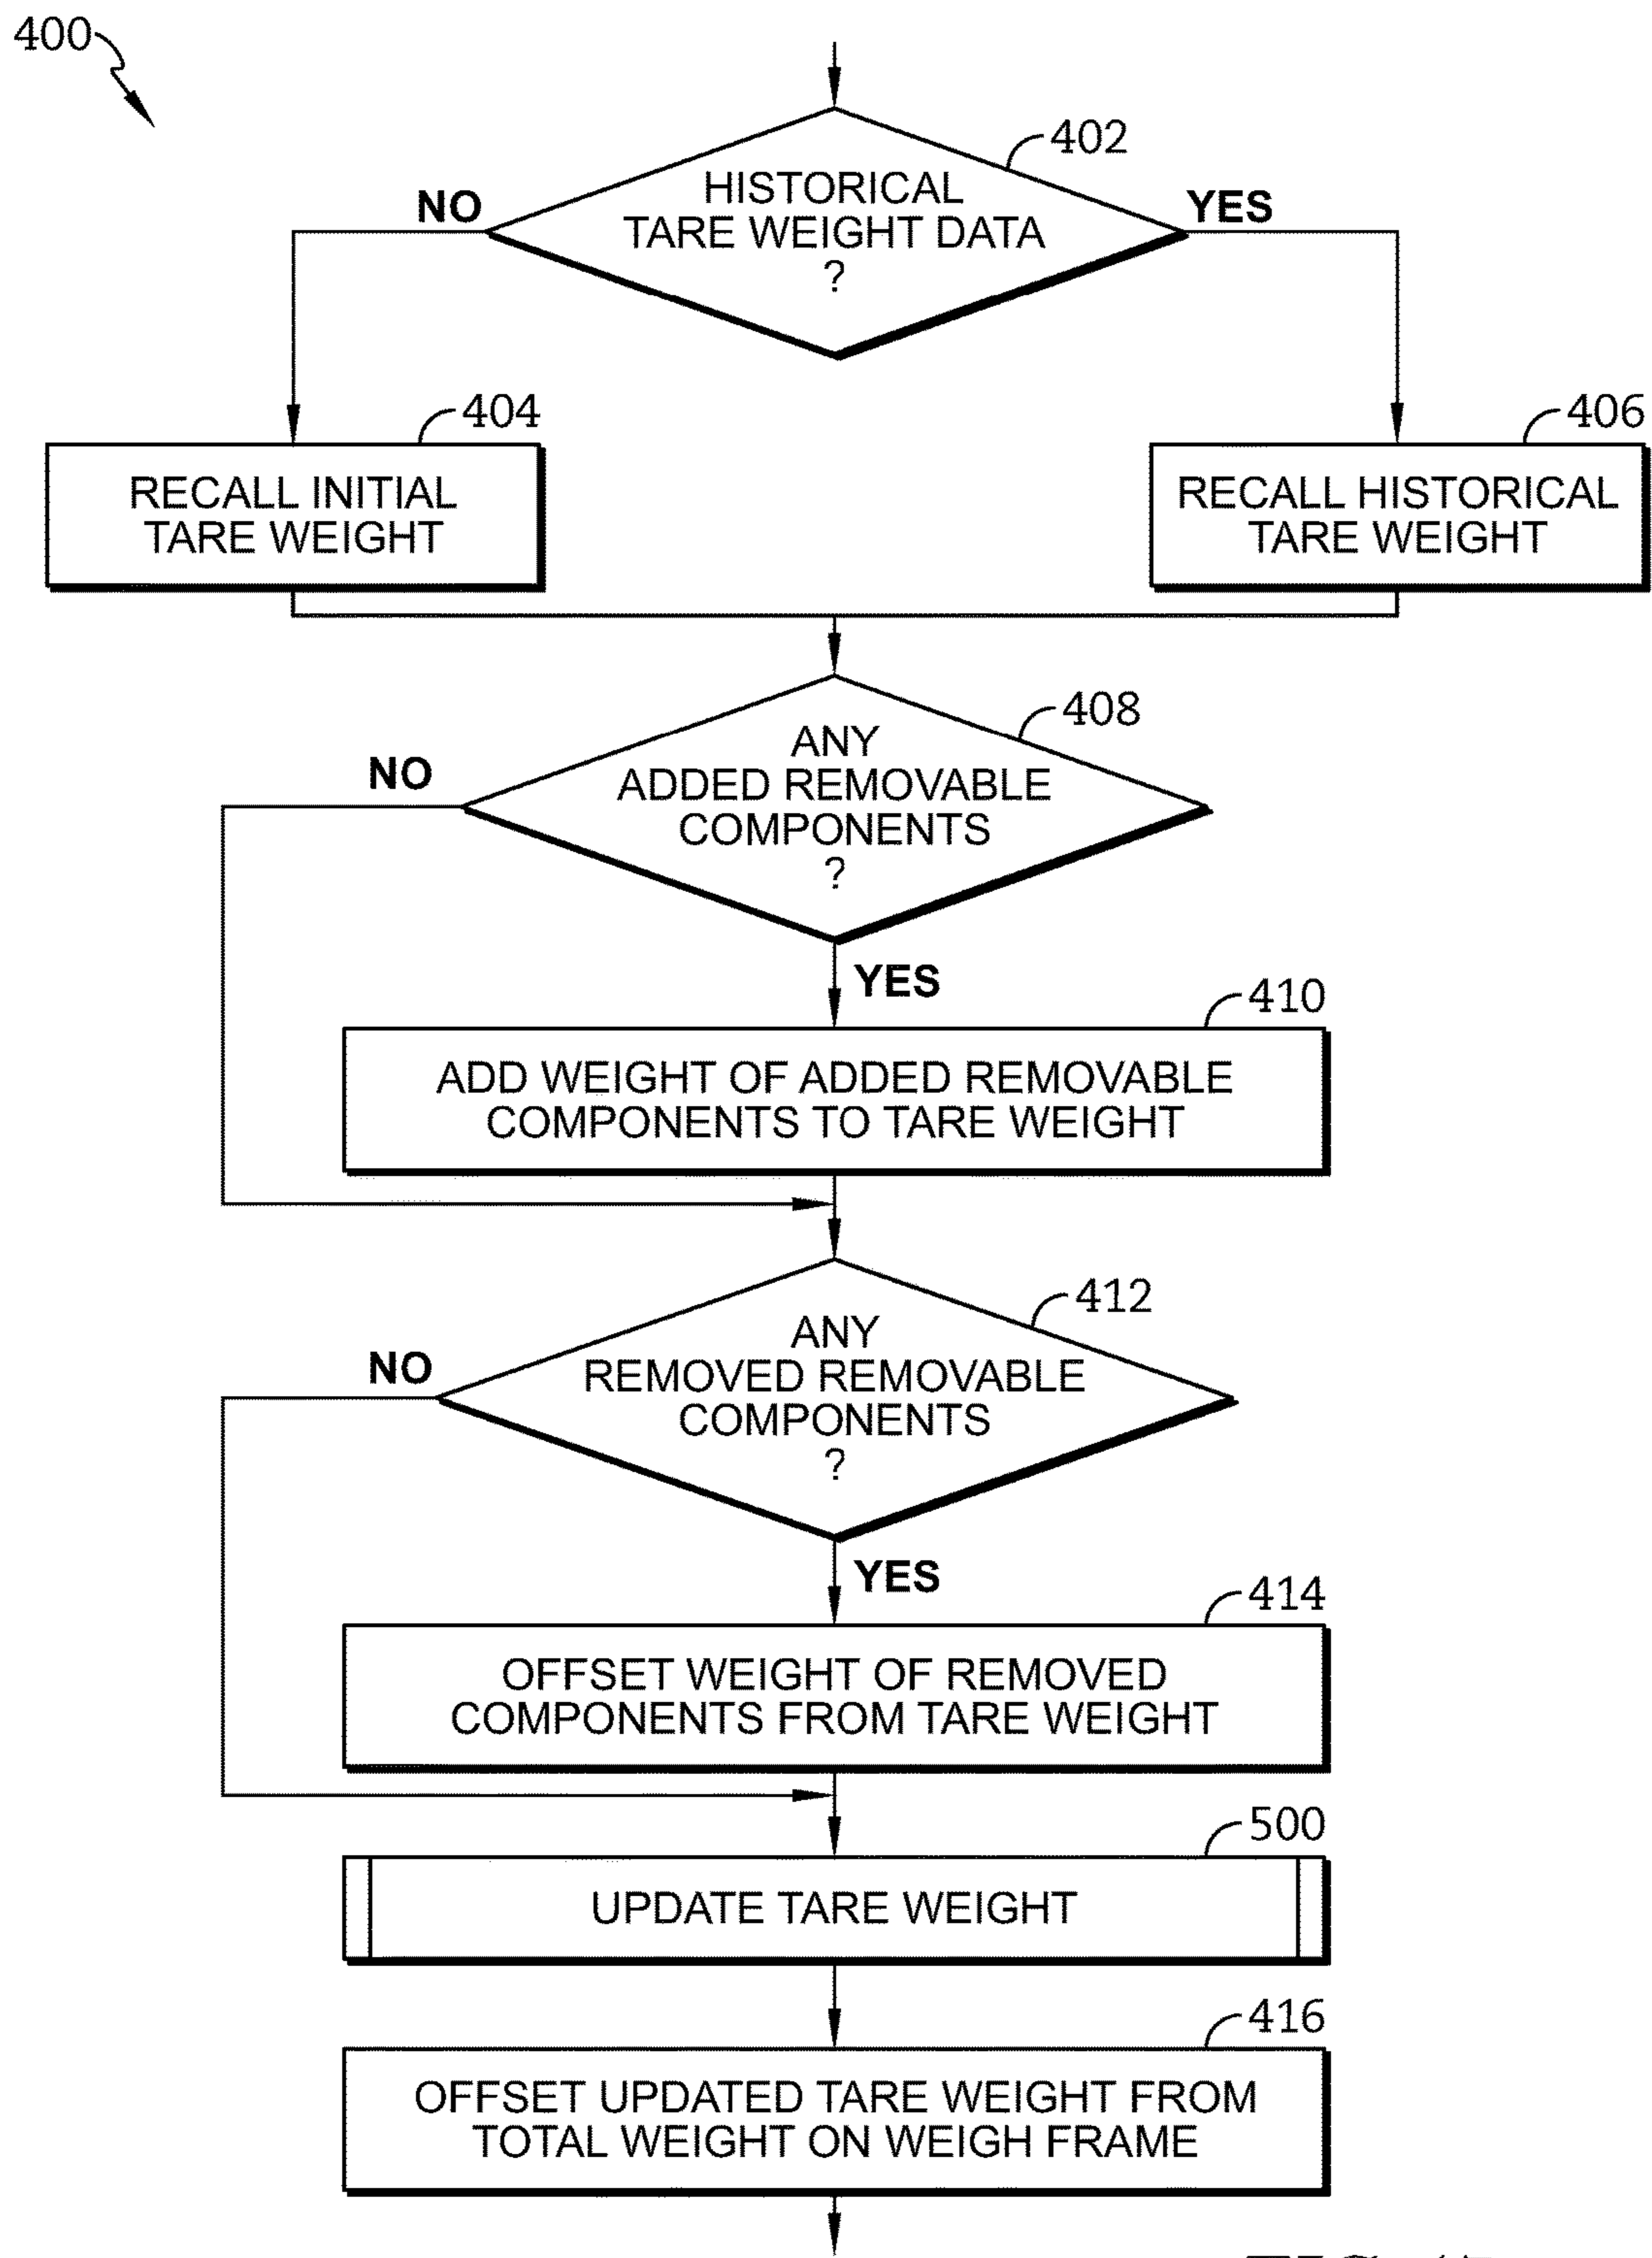 400
402
HISTORICAL
TARE WEIGHT DATA
?
NO
YES
404
RECALL INITIAL
TARE WEIGHT
406
RECALL HISTORICAL
TARE WEIGHT
408
ANY
ADDED REMOVABLE
COMPONENTS
?
NO
YES
410
ADD WEIGHT OF ADDED REMOVABLE
COMPONENTS TO TARE WEIGHT
412
ANY
REMOVED REMOVABLE
COMPONENTS
?
NO
YES
414
OFFSET WEIGHT OF REMOVED
COMPONENTS FROM TARE WEIGHT
500
UPDATE TARE WEIGHT
416
OFFSET UPDATED TARE WEIGHT FROM
TOTAL WEIGHT ON WEIGH FRAME